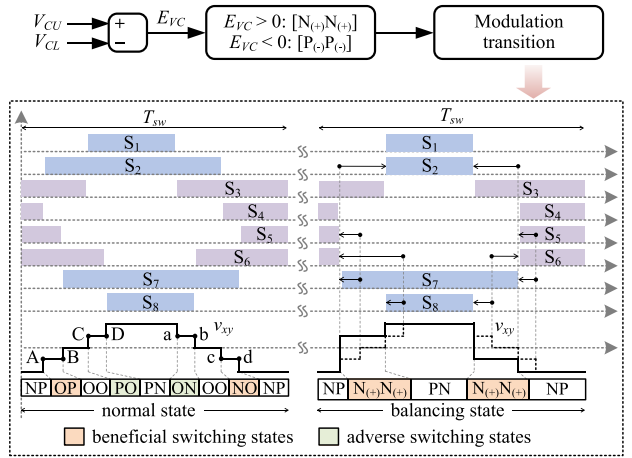 V_CU
V_CL
+
−
E_VC
E_VC > 0: [N(+)N(+)]
E_VC < 0: [P(-)P(-)]
Modulation
transition
T_sw
T_sw
S1
S1
S2
S2
S3
S3
S4
S4
S5
S5
S6
S6
S7
S7
S8
S8
v_xy
v_xy
C D a b
A B c d
NP OP OO PO PN ON OO NO NP
NP N(+)N(+) PN N(+)N(+) NP
normal state
balancing state
beneficial switching states
adverse switching states